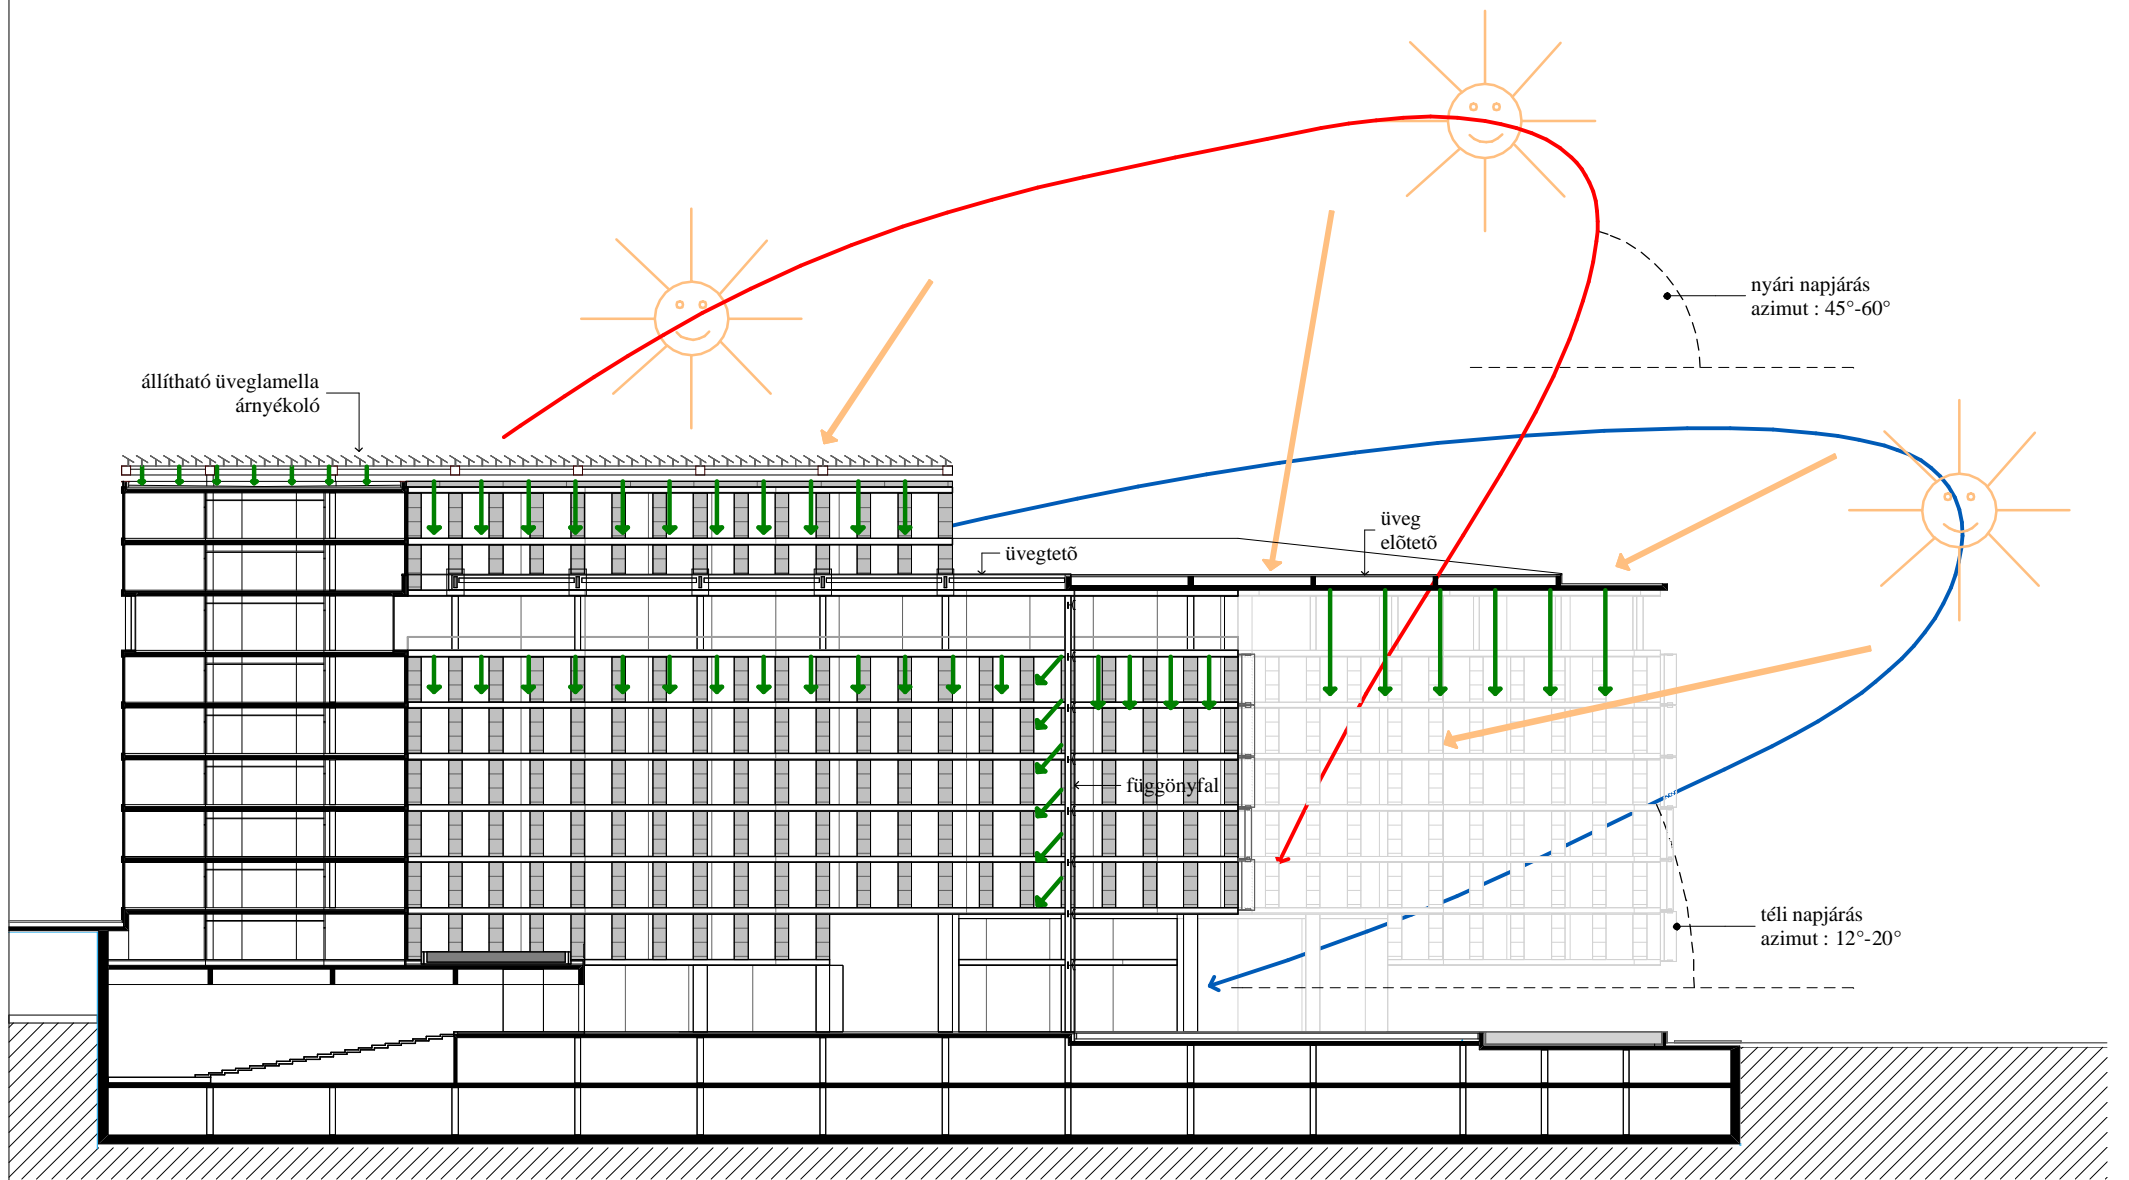 nyári napjárás
azimut : 45°-60°
állítható üveglamella
árnyékoló
üveg
elõtetõ
üvegtetõ
függönyfal
téli napjárás
azimut : 12°-20°